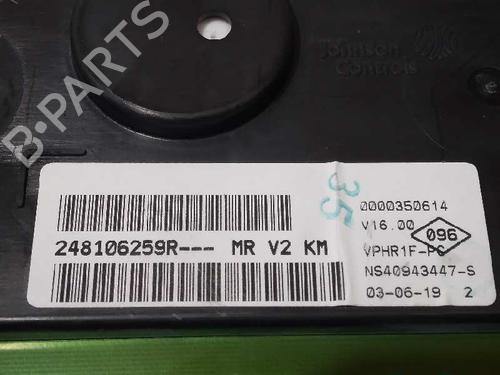 Johnson
Controls
B-PARTS
35
0000350614
V16.00
096
VPHR1F-PC
NS40943447-S
03-06-19 2
248106259R--- MR V2 KM